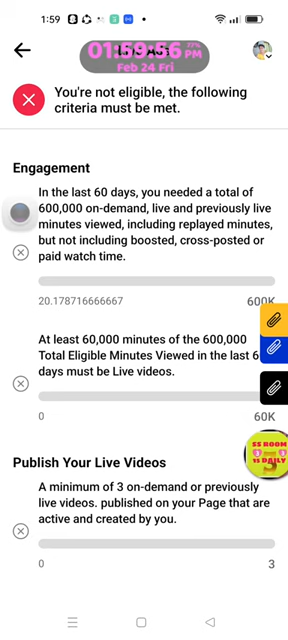 1:59
01:59:56 77% PM
Feb 24 Fri
You're not eligible, the following
criteria must be met.
Engagement
In the last 60 days, you needed a total of
600,000 on-demand, live and previously live
minutes viewed, including replayed minutes,
but not including boosted, cross-posted or
paid watch time.
20.178716666667 600K
At least 60,000 minutes of the 600,000
Total Eligible Minutes Viewed in the last
days must be Live videos.
0 60K
SS ROOM
15 DAILY
Publish Your Live Videos
A minimum of 3 on-demand or previously
live videos. published on your Page that are
active and created by you.
0 3